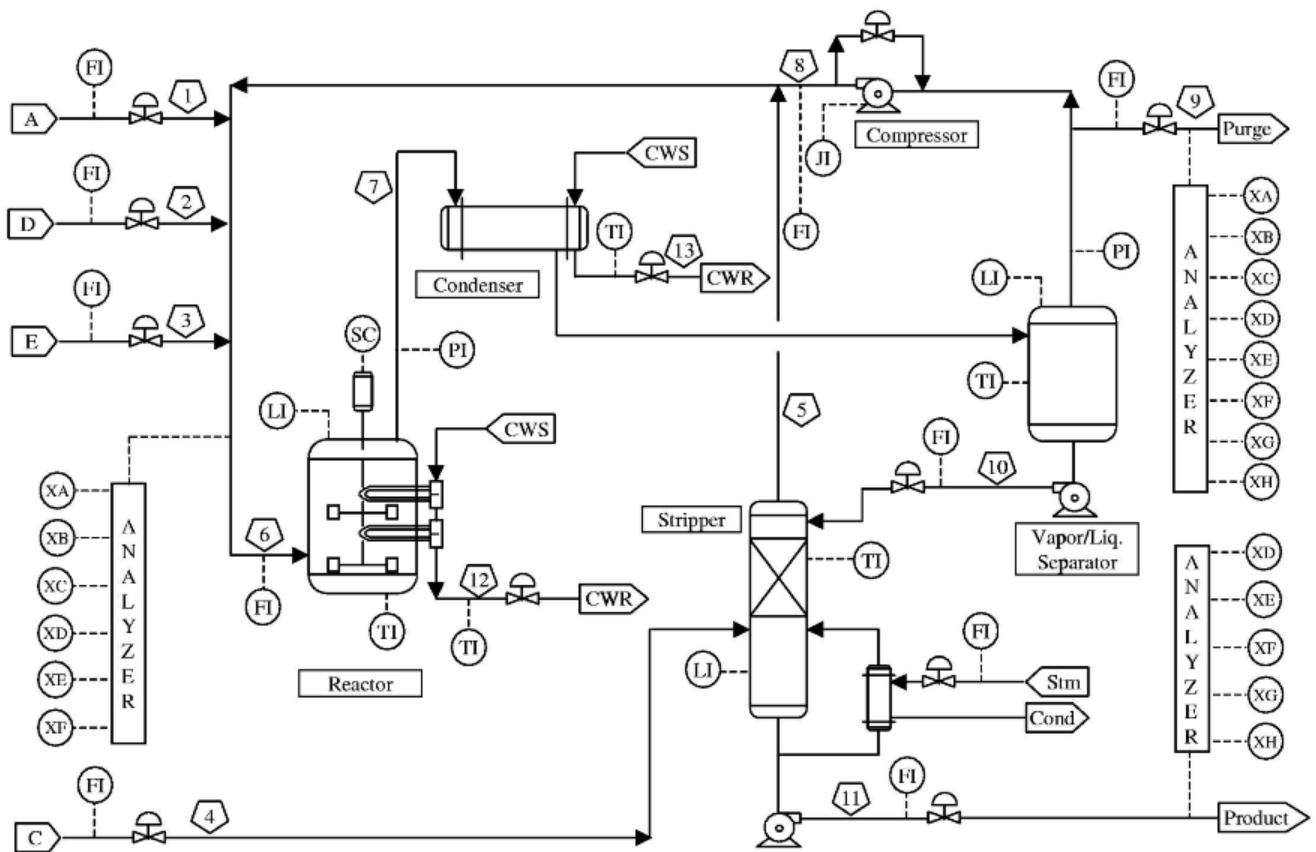 FI
1
A
8
Compressor
JI
FI
FI
9
Purge
FI
2
D
7
CWS
TI
13
CWR
Condenser
PI
LI
TI
ANALYZER
XA
XB
XC
XD
XE
XF
XG
XH
FI
3
E
SC
PI
LI
CWS
5
FI
10
Vapor/Liq.
Separator
Stripper
TI
XA
XB
XC
XD
XE
XF
ANALYZER
6
FI
12
CWR
TI
TI
Reactor
LI
FI
Stm
Cond
ANALYZER
XD
XE
XF
XG
XH
FI
4
C
11
FI
Product